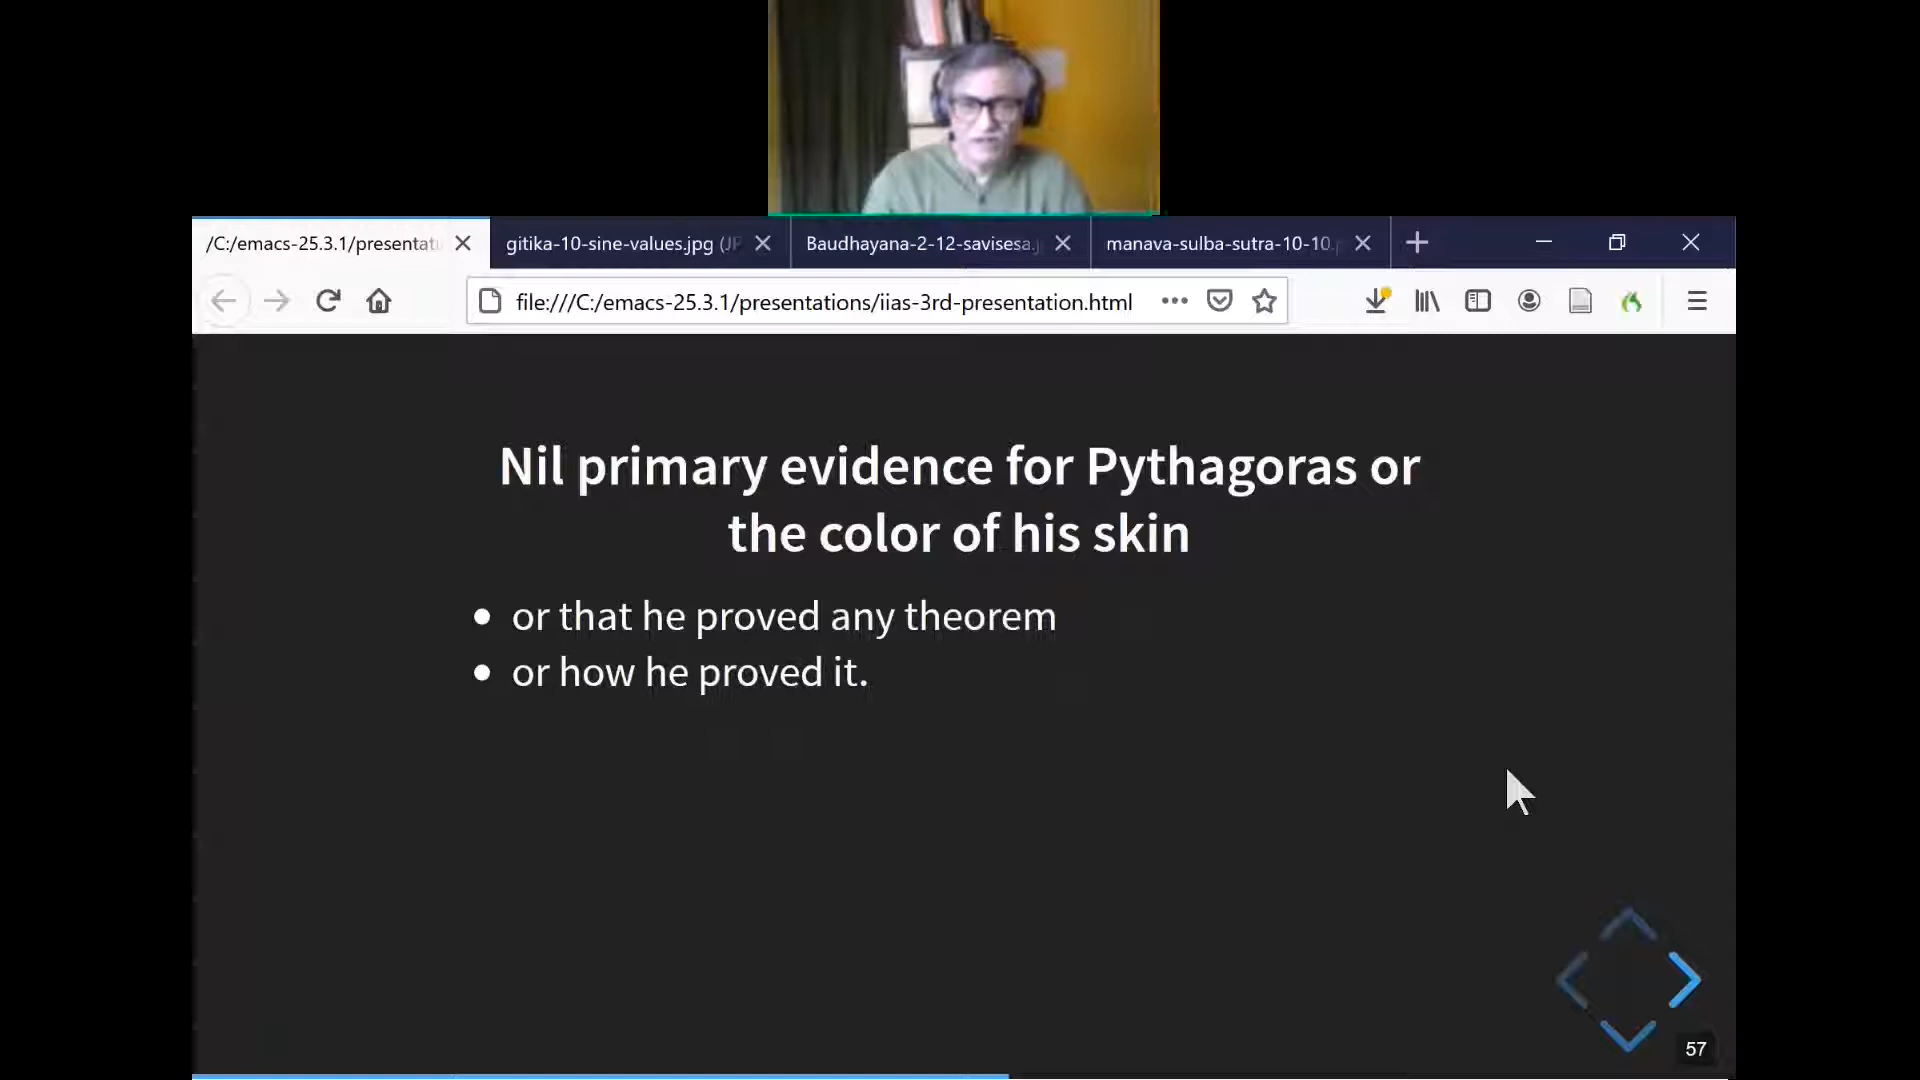 /C:/emacs-25.3.1/presentat
gitika-10-sine-values.jpg (JP
Baudhayana-2-12-savisesa.j
manava-sulba-sutra-10-10.
file:///C:/emacs-25.3.1/presentations/iias-3rd-presentation.html
Nil primary evidence for Pythagoras or
the color of his skin
• or that he proved any theorem
• or how he proved it.
57